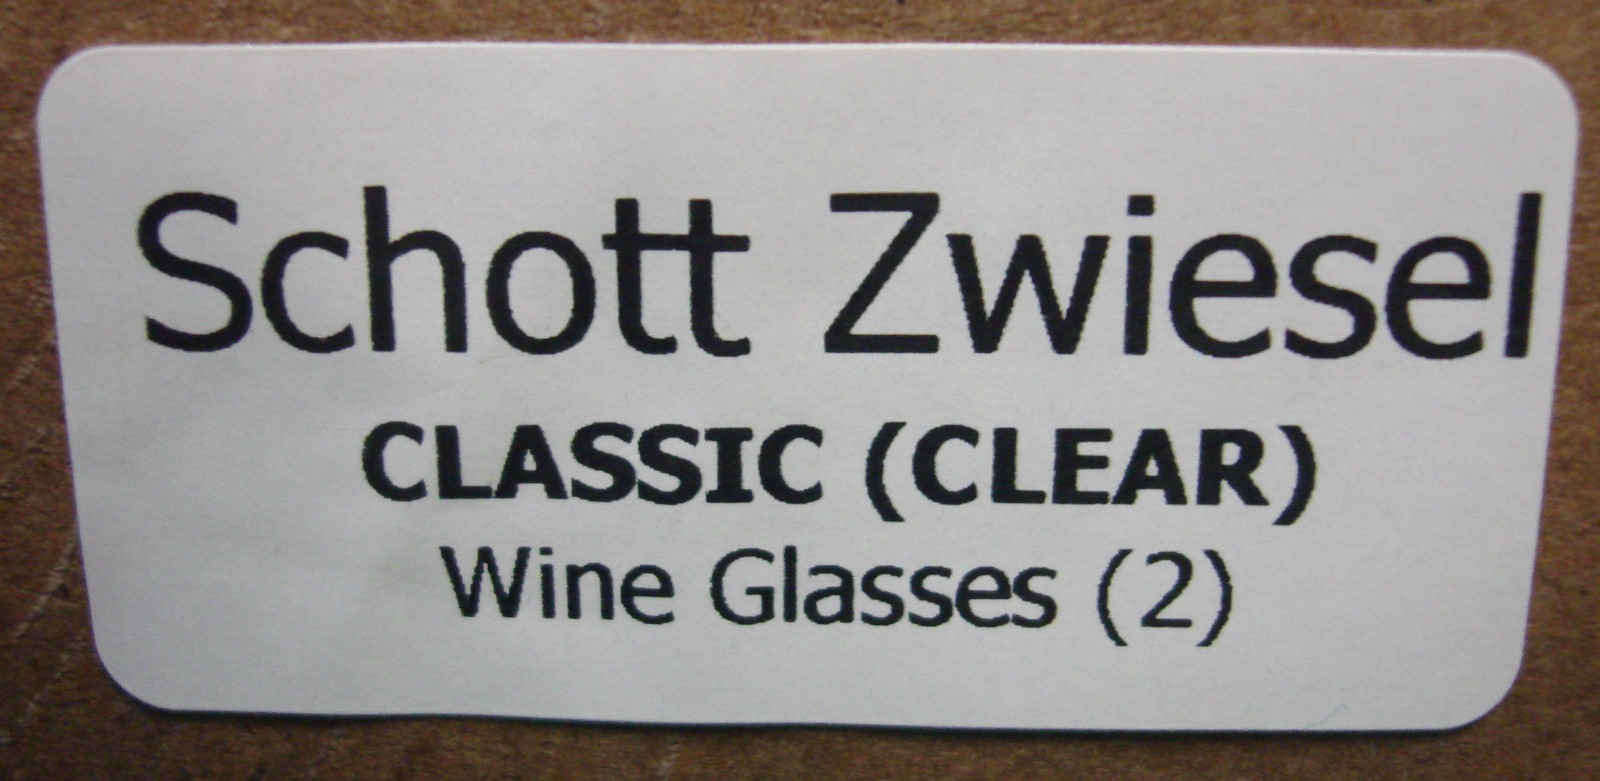 Schott Zwiesel
CLASSIC (CLEAR)
Wine Glasses (2)